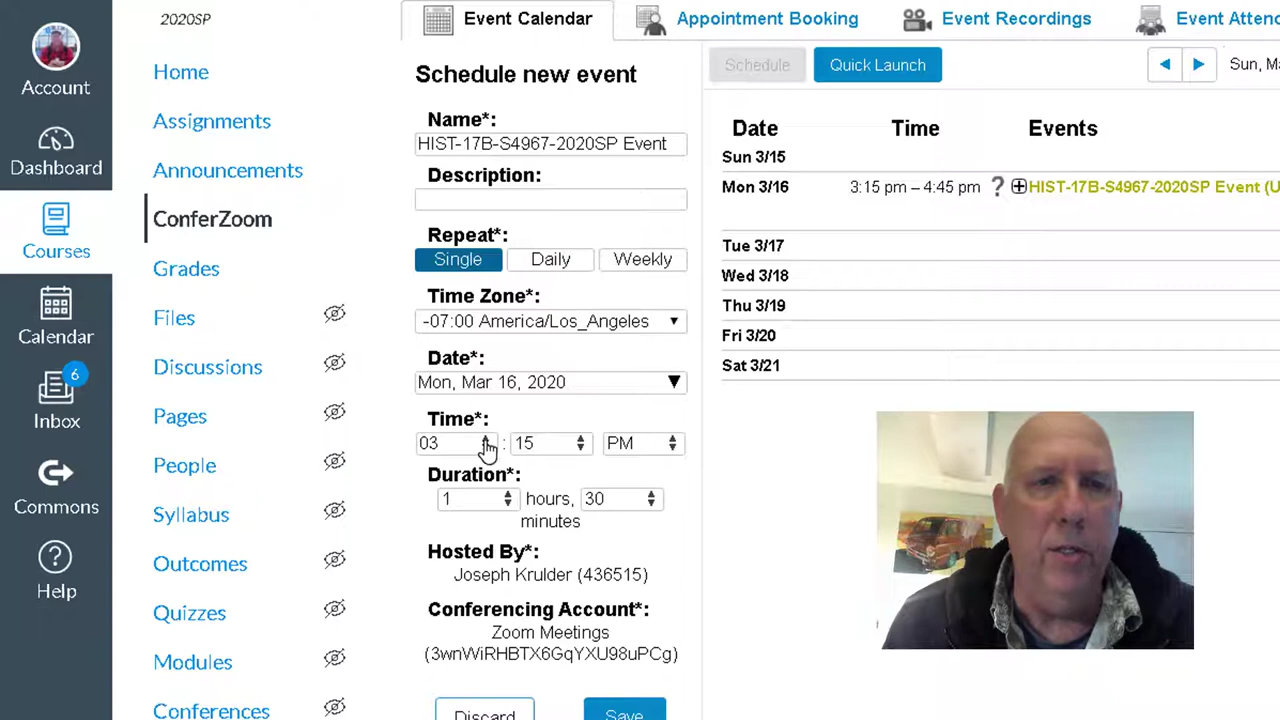 2020SP
Account
Dashboard
Courses
Calendar
6
Inbox
Commons
Help
Home
Assignments
Announcements
ConferZoom
Grades
Files
Discussions
Pages
People
Syllabus
Outcomes
Quizzes
Modules
Conferences
Event Calendar
Appointment Booking
Event Recordings
Event Atten
Schedule new event
Name*:
HIST-17B-S4967-2020SP Event
Description:
Repeat*:
Single Daily Weekly
Time Zone*:
-07:00 America/Los_Angeles
Date*:
Mon, Mar 16, 2020
Time*:
03 : 15 PM
Duration*:
1 hours, 30
minutes
Hosted By*:
Joseph Krulder (436515)
Conferencing Account*:
Zoom Meetings
(3wnWiRHBTX6GqYXU98uPCg)
Discard Save
Schedule Quick Launch Sun, M
Date Time Events
Sun 3/15
Mon 3/16 3:15 pm – 4:45 pm ? HIST-17B-S4967-2020SP Event (U
Tue 3/17
Wed 3/18
Thu 3/19
Fri 3/20
Sat 3/21